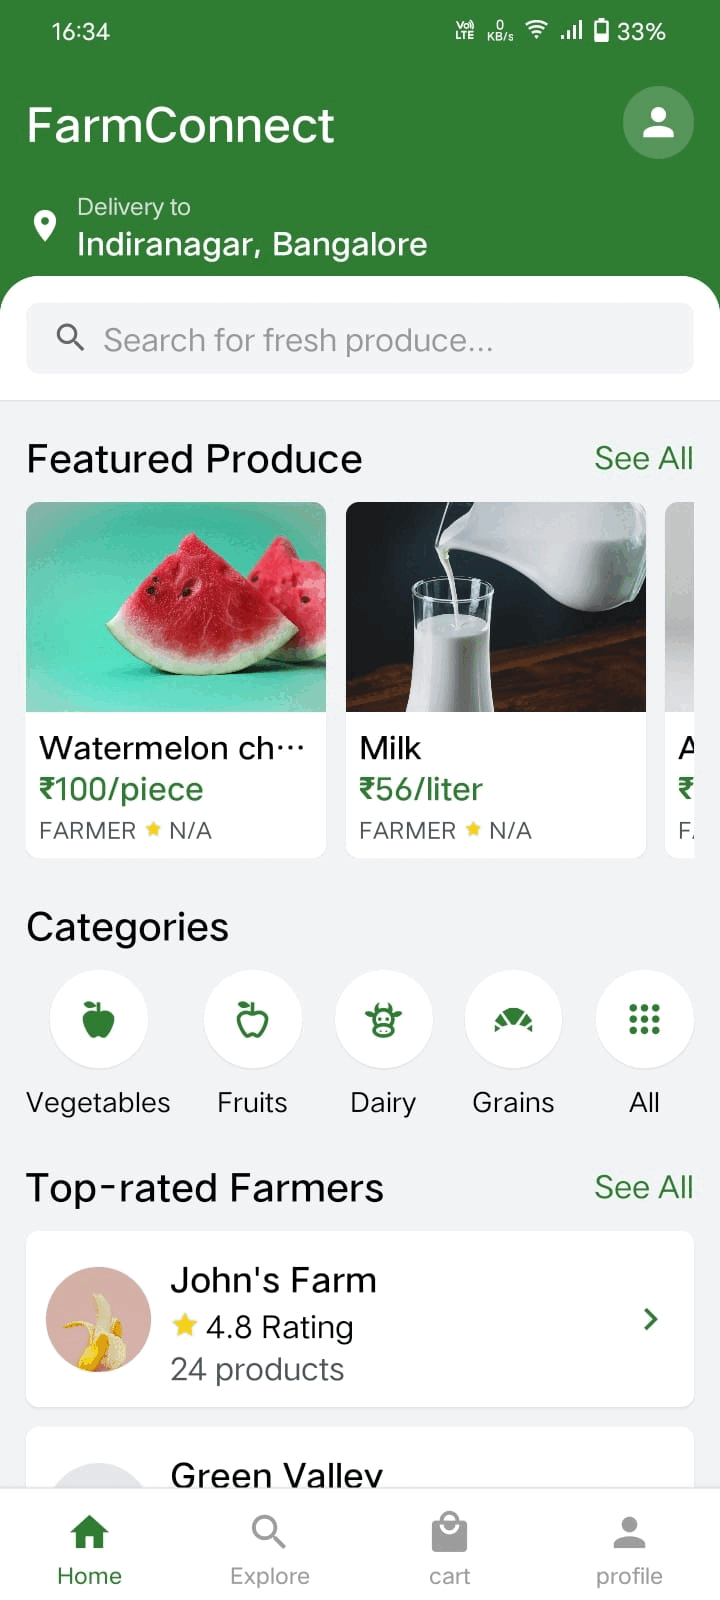 16:34
Vo)) LTE
0 KB/s
33%
FarmConnect
Delivery to
Indiranagar, Bangalore
Search for fresh produce...
Featured Produce
See All
Watermelon ch···
₹100/piece
FARMER ⭐ N/A
Milk
₹56/liter
FARMER ⭐ N/A
A
₹
F
Categories
Vegetables
Fruits
Dairy
Grains
All
Top-rated Farmers
See All
John's Farm
⭐ 4.8 Rating
24 products
Green Valley
Home
Explore
cart
profile